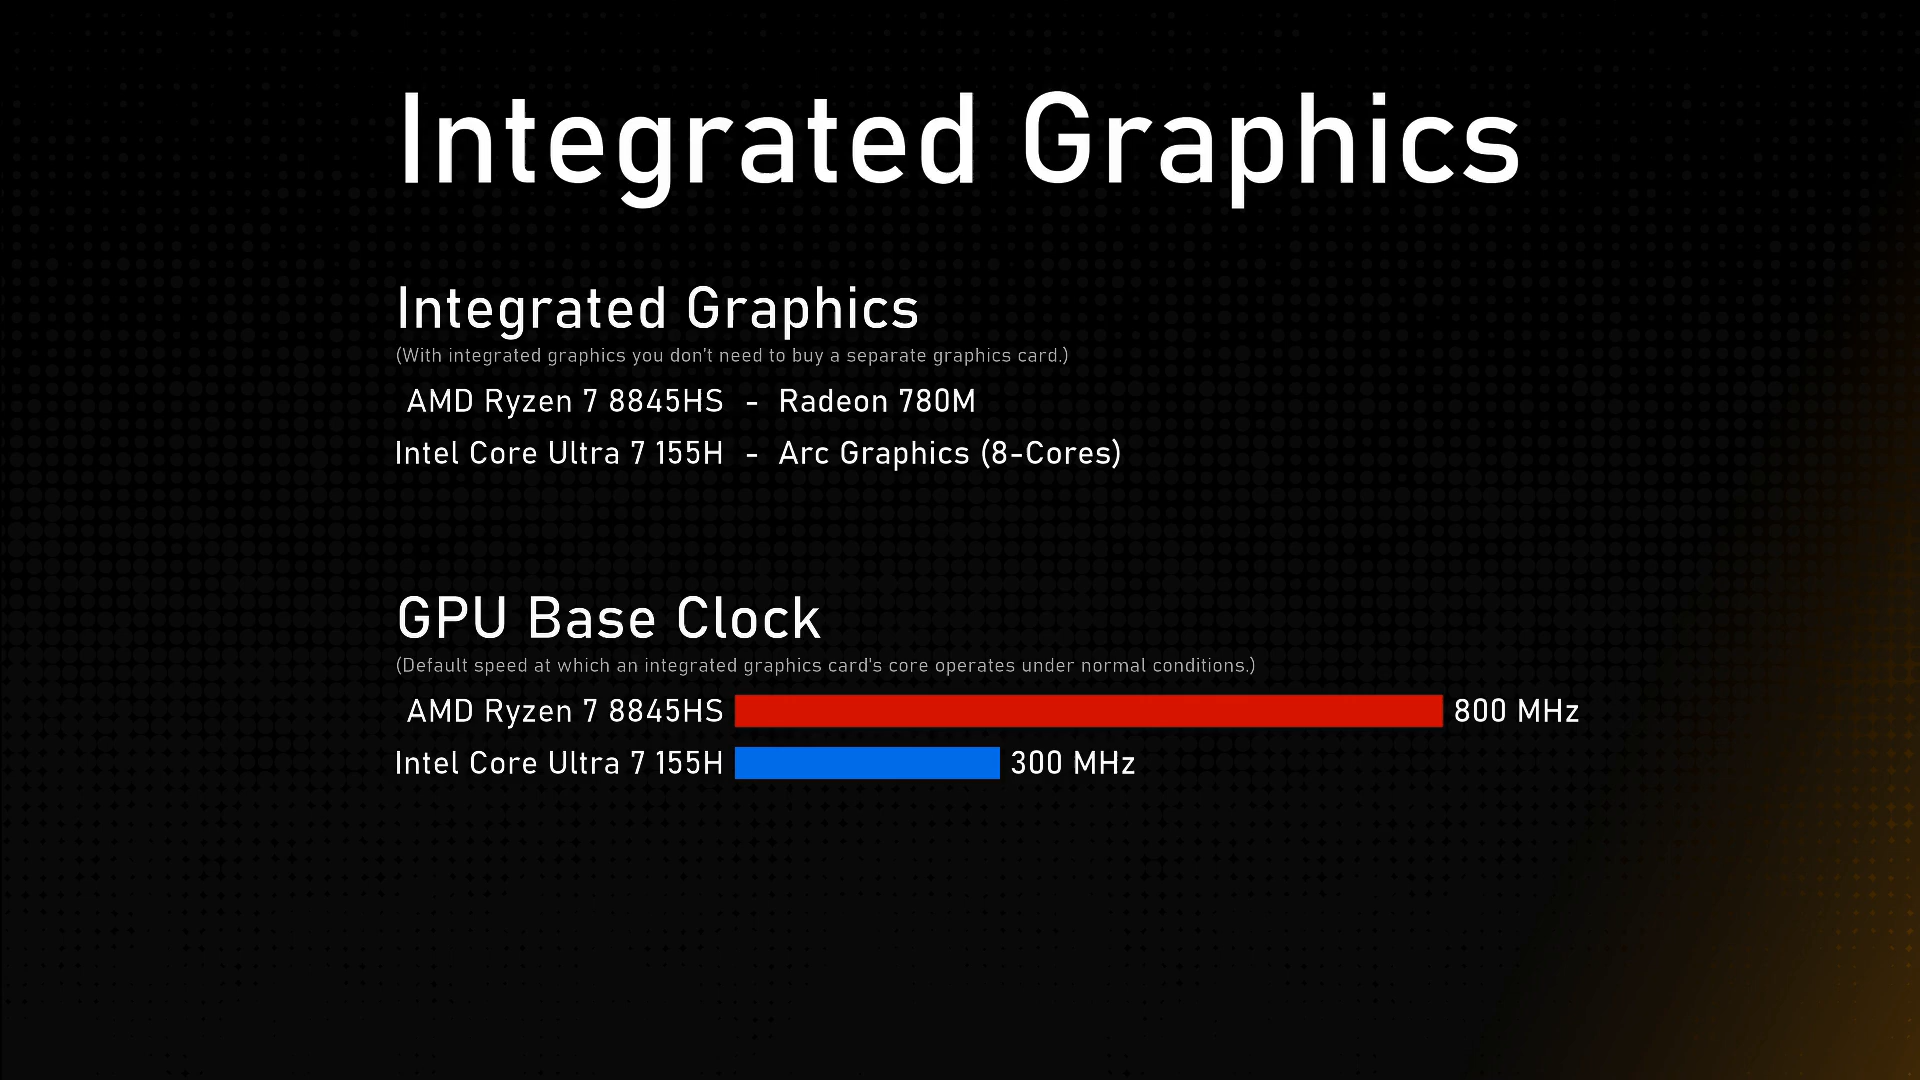 Integrated Graphics
Integrated Graphics
(With integrated graphics you don't need to buy a separate graphics card.)
AMD Ryzen 7 8845HS - Radeon 780M
Intel Core Ultra 7 155H - Arc Graphics (8-Cores)
GPU Base Clock
(Default speed at which an integrated graphics card's core operates under normal conditions.)
AMD Ryzen 7 8845HS 800 MHz
Intel Core Ultra 7 155H 300 MHz